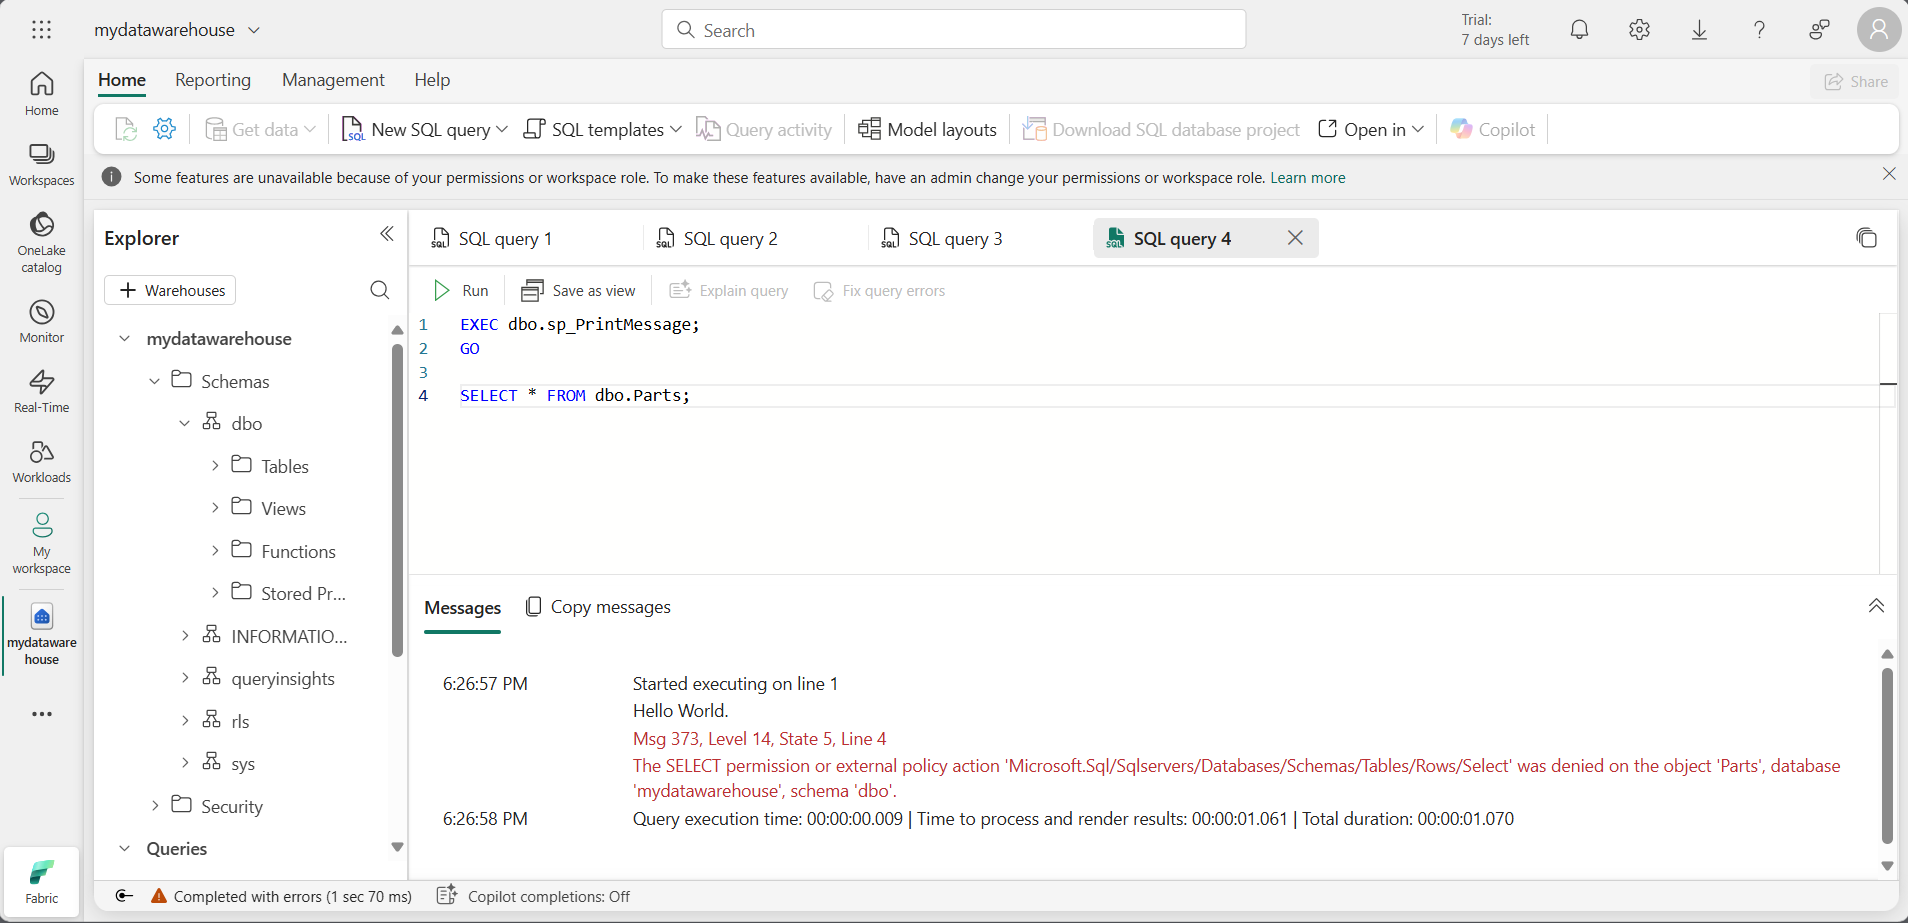 mydatawarehouse
Search
Trial:
7 days left
Home
Reporting
Management
Help
Share
Get data
New SQL query
SQL templates
Query activity
Model layouts
Download SQL database project
Open in
Copilot
Some features are unavailable because of your permissions or workspace role. To make these features available, have an admin change your permissions or workspace role. Learn more
Home
Workspaces
OneLake
catalog
Monitor
Real-Time
Workloads
My
workspace
mydataware
house
Fabric
Explorer
Warehouses
mydatawarehouse
Schemas
dbo
Tables
Views
Functions
Stored Pr...
INFORMATIO...
queryinsights
rls
sys
Security
Queries
SQL query 1
SQL query 2
SQL query 3
SQL query 4
Run
Save as view
Explain query
Fix query errors
1 EXEC dbo.sp_PrintMessage;
2 GO
3
4 SELECT * FROM dbo.Parts;
Messages
Copy messages
6:26:57 PM Started executing on line 1
Hello World.
Msg 373, Level 14, State 5, Line 4
The SELECT permission or external policy action 'Microsoft.Sql/Sqlservers/Databases/Schemas/Tables/Rows/Select' was denied on the object 'Parts', database
'mydatawarehouse', schema 'dbo'.
6:26:58 PM Query execution time: 00:00:00.009 | Time to process and render results: 00:00:01.061 | Total duration: 00:00:01.070
Completed with errors (1 sec 70 ms)
Copilot completions: Off